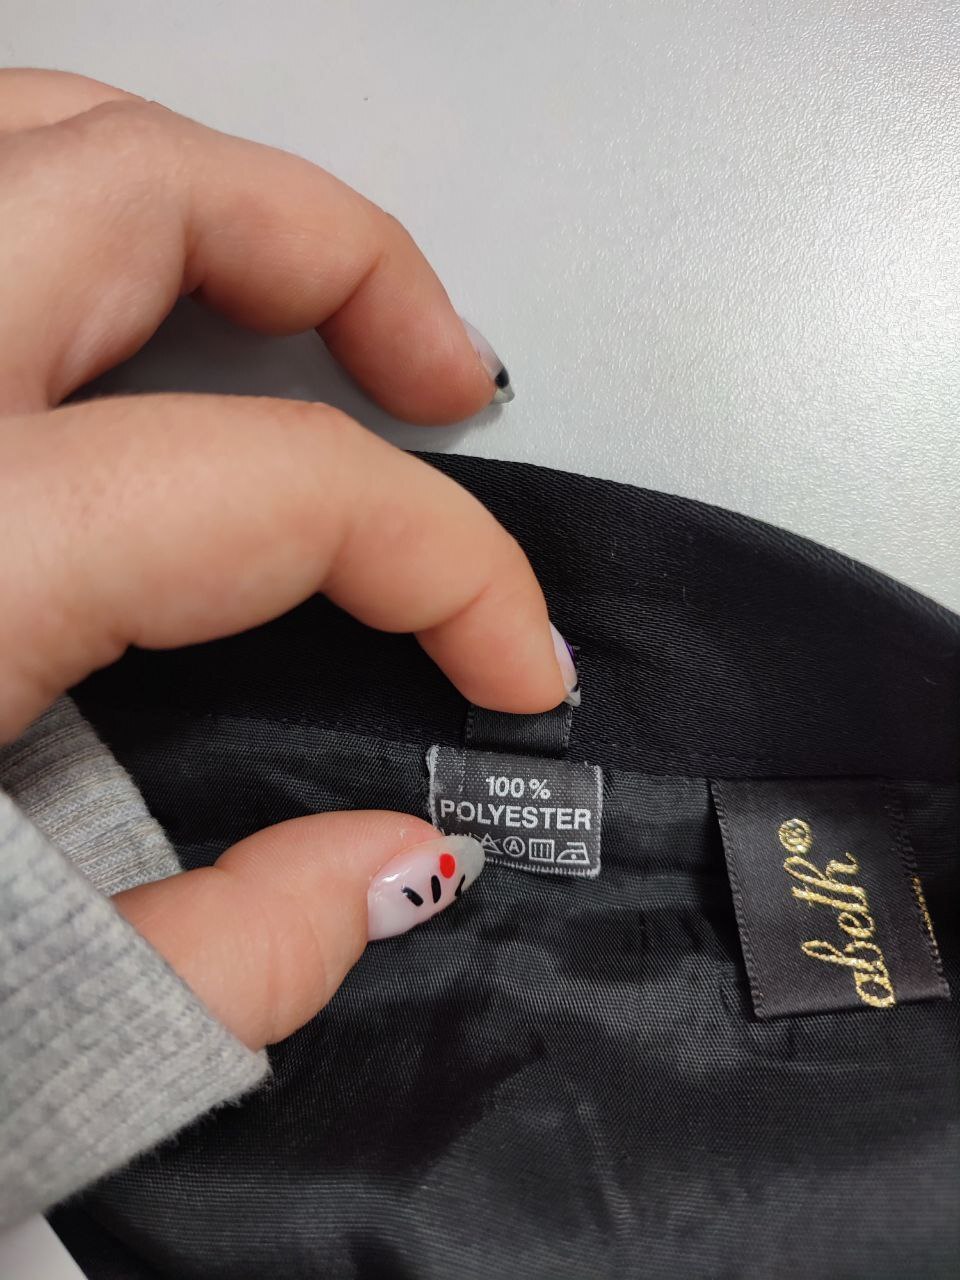 100%
POLYESTER
A
abeth®